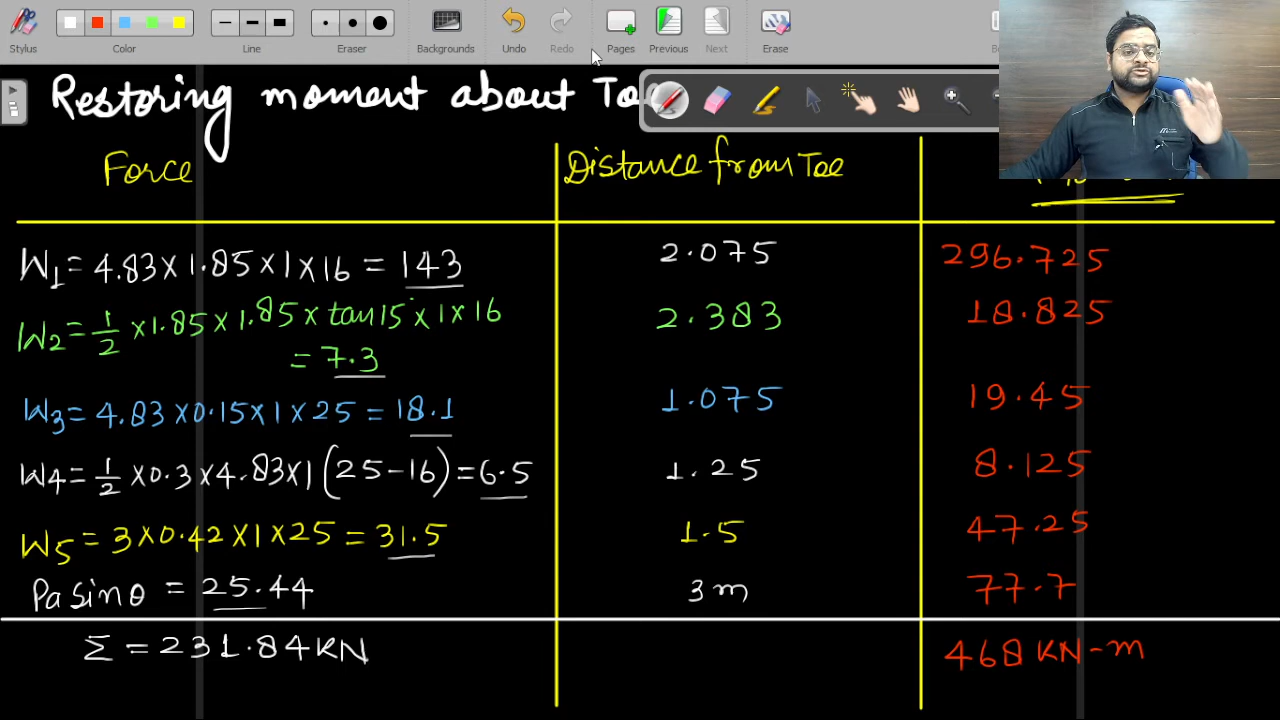 Stylus
Color
Line
Eraser
Backgrounds
Undo
Redo
Pages
Previous
Next
Erase
Restoring moment about Toe
Force
Distance from Toe
W1 = 4.83 x 1.85 x 1 x 16 = 143
2.075
296.725
W2 = 1/2 x 1.85 x 1.85 x tan 15° x 1 x 16
= 7.3
2.383
18.825
W3 = 4.83 x 0.15 x 1 x 25 = 18.1
1.075
19.45
W4 = 1/2 x 0.3 x 4.83 x 1 (25 - 16) = 6.5
1.25
8.125
W5 = 3 x 0.42 x 1 x 25 = 31.5
1.5
47.25
Pa sin θ = 25.44
3 m
77.7
Σ = 231.84 KN
468 KN-m